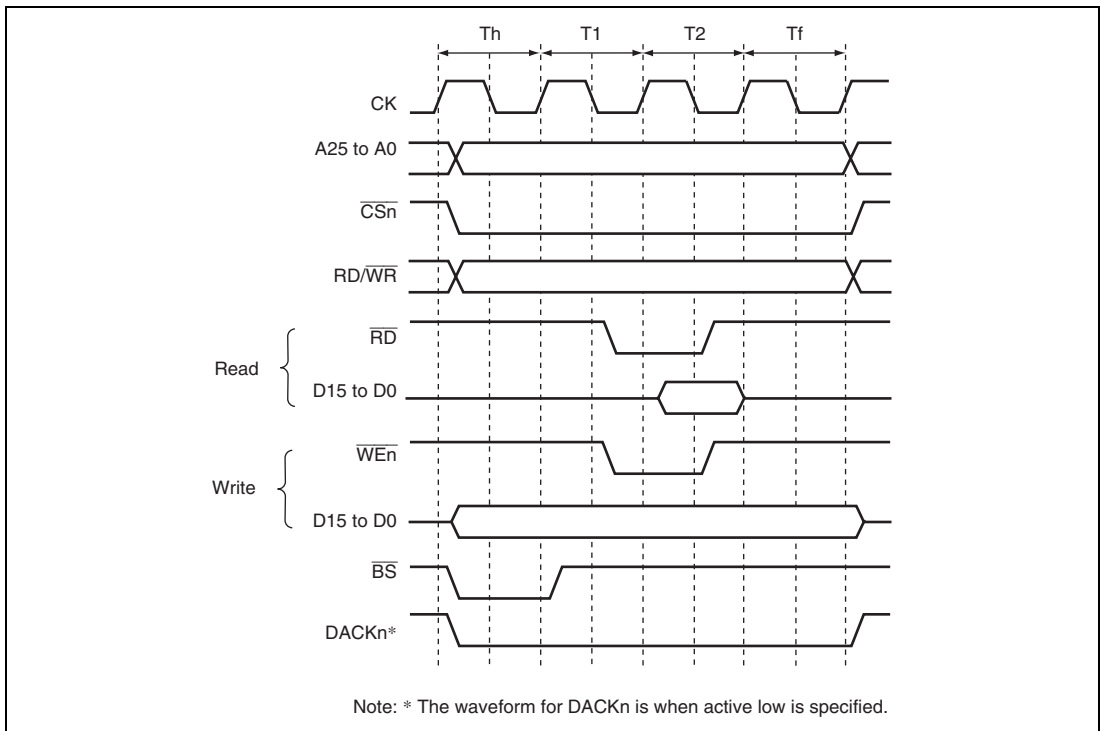 Th T1 T2 Tf
CK
A25 to A0
CSn
RD/WR
RD
Read
D15 to D0
WEn
Write
D15 to D0
BS
DACKn*
Note: * The waveform for DACKn is when active low is specified.